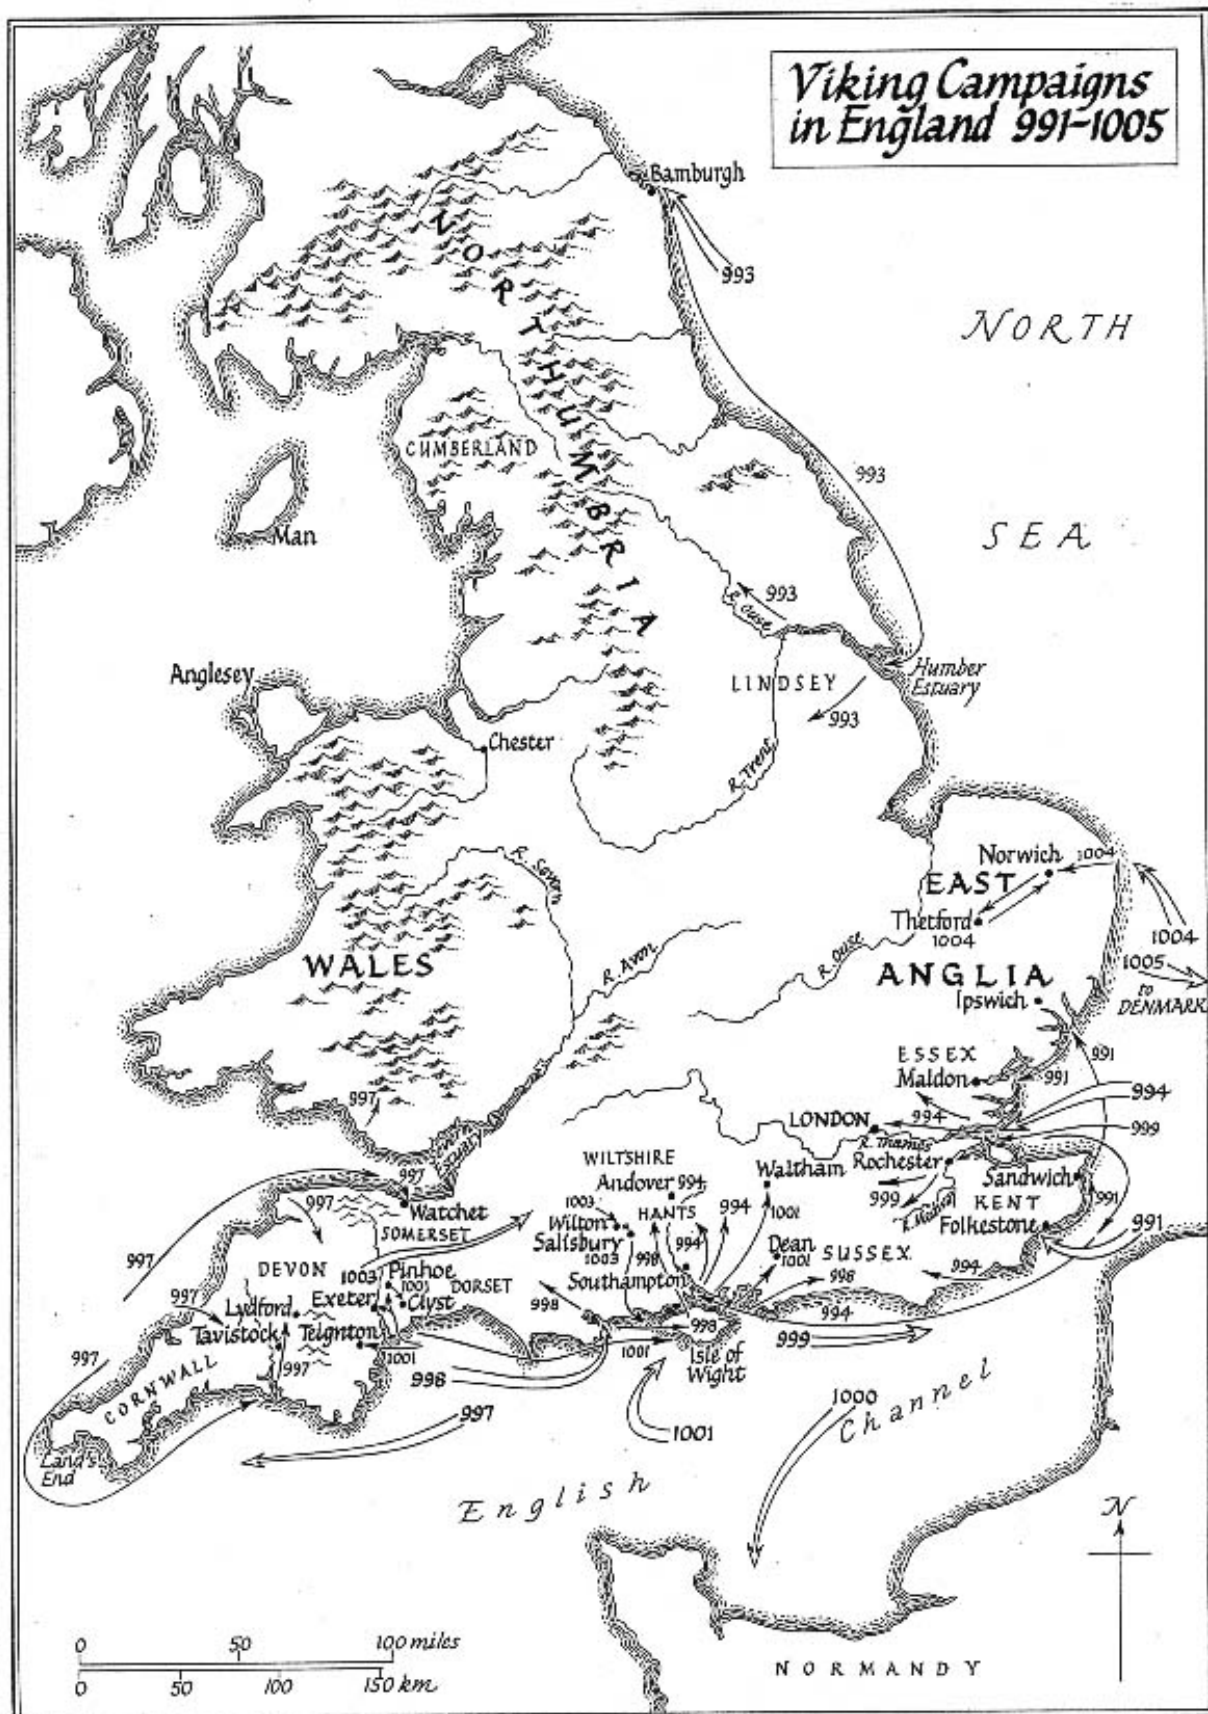 Viking Campaigns
in England 991-1005
Bamburgh
993
NORTHUMBRIA
NORTH
SEA
CUMBERLAND
993
Man
993
R. Ouse
Humber
Estuary
LINDSEY
993
Anglesey
Chester
R. Trent
R. Severn
Norwich
1004
EAST
Thetford
1004
1004
WALES
R. Avon
R. Ouse
ANGLIA
1005
to
DENMARK
Ipswich
ESSEX
Maldon
991
991
997
LONDON
994
994
999
R. Thames
Rochester
999
R. Medway
Sandwich
KENT
991
Folkestone
991
WILTSHIRE
Andover
994
HANTS
994
Waltham
1001
1003
Wilton
Salisbury
1003
998
994
Southampton
Dean
1001
SUSSEX
998
994
994
997
SEVERN
ESTUARY
Watchet
SOMERSET
997
997
DEVON
1003
Pinhoe
1001
DORSET
Exeter
Clyst
Lydford
997
Tavistock
Teignton
1001
997
998
998
998
1001
Isle of
Wight
999
997
CORNWALL
Land's
End
997
1001
1000
English
Channel
N
0 50 100 miles
0 50 100 150 km
NORMANDY